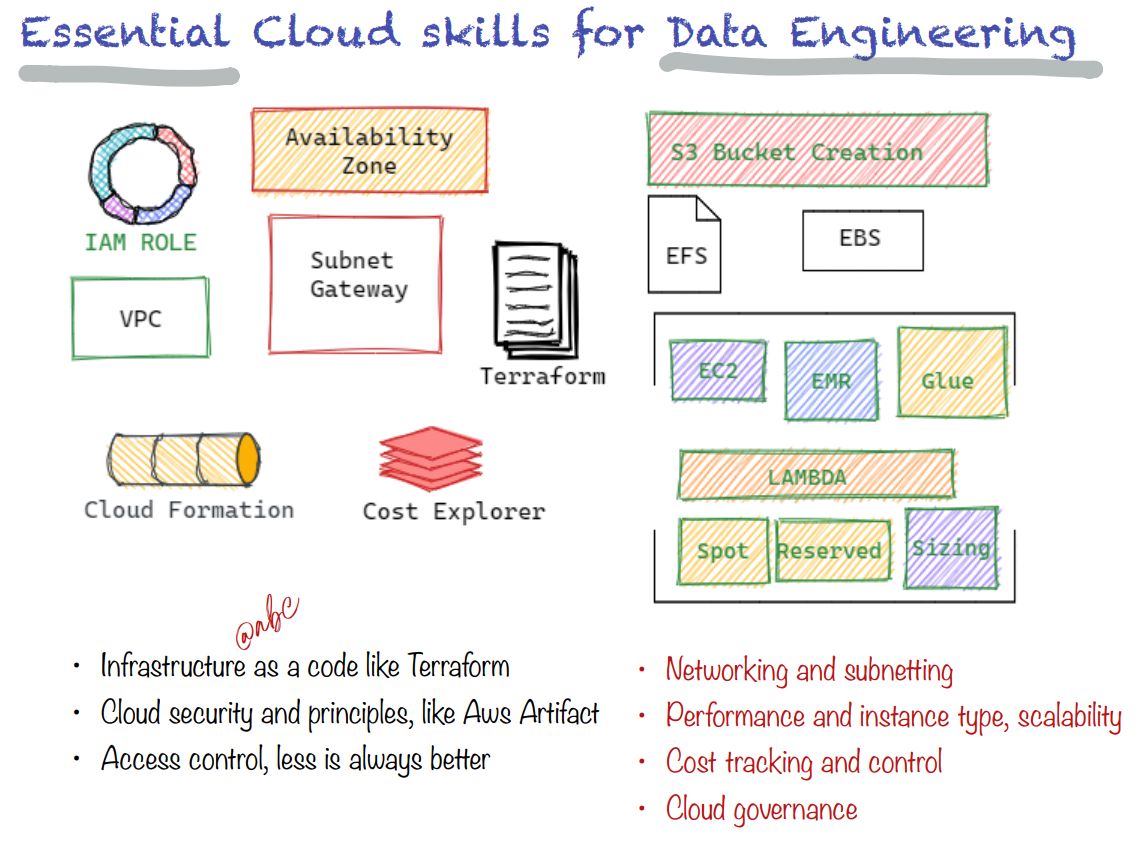 Essential Cloud skills for Data Engineering
IAM ROLE
Availability
Zone
VPC
Subnet
Gateway
Terraform
Cloud Formation
Cost Explorer
S3 Bucket Creation
EFS
EBS
EC2
EMR
Glue
LAMBDA
Spot
Reserved
Sizing
@abc
• Infrastructure as a code like Terraform
• Cloud security and principles, like Aws Artifact
• Access control, less is always better
• Networking and subnetting
• Performance and instance type, scalability
• Cost tracking and control
• Cloud governance